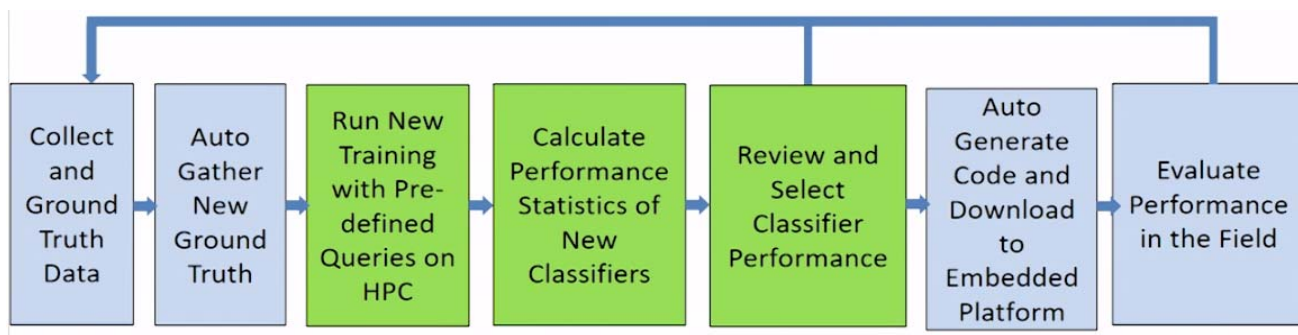 Collect
and
Ground
Truth
Data
Auto
Gather
New
Ground
Truth
Run New
Training
with Pre-
defined
Queries on
HPC
Calculate
Performance
Statistics of
New
Classifiers
Review and
Select
Classifier
Performance
Auto
Generate
Code and
Download
to
Embedded
Platform
Evaluate
Performance
in the Field